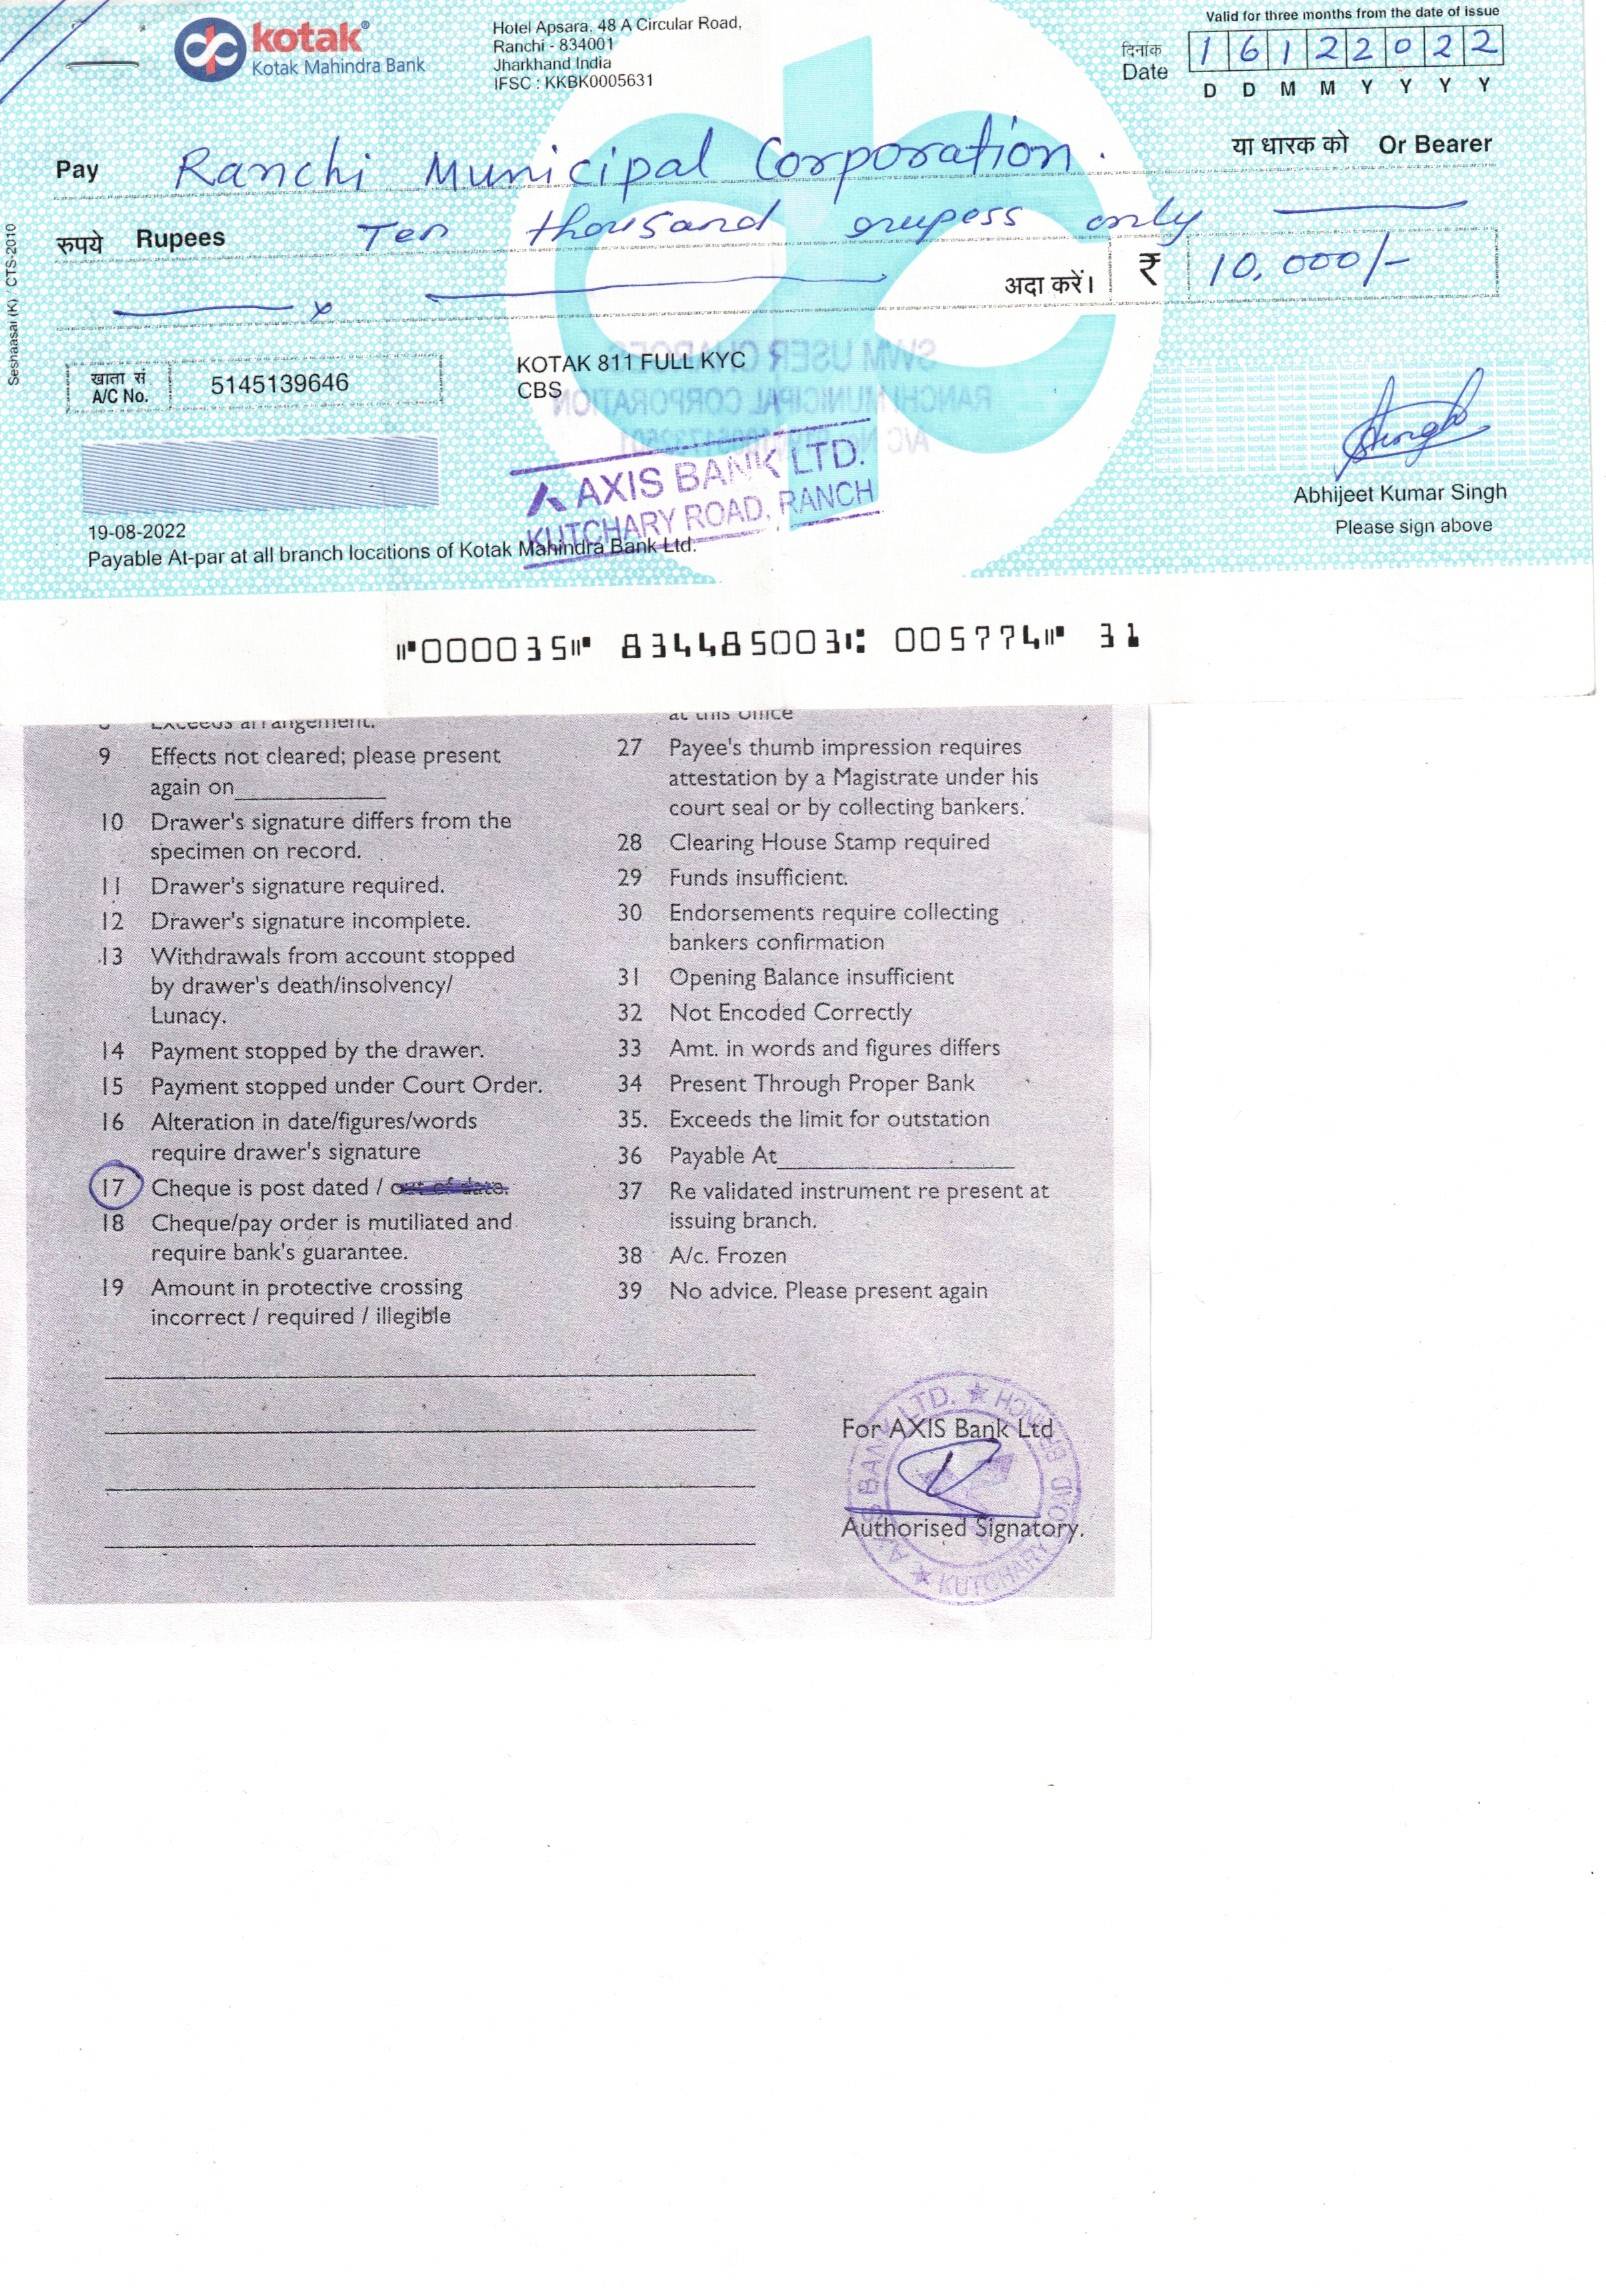 kotak®
Kotak Mahindra Bank
Hotel Apsara, 48 A Circular Road,
Ranchi - 834001
Jharkhand India
IFSC : KKBK0005631
Valid for three months from the date of issue
दिनांक
Date
1 6 1 2 2 0 2 2
D D M M Y Y Y Y
Pay Ranchi Municipal Corporation.
या धारक को Or Bearer
रुपये Rupees Ten thousand rupess only
अदा करें। ₹ 10,000/-
Seshaasai (K) / CTS-2010
खाता सं
A/C No.
5145139646
KOTAK 811 FULL KYC
CBS
SWM USER CHARGES
RANCHI MUNICIPAL CORPORATION
A/C No.
AXIS BANK LTD.
KUTCHARY ROAD, RANCH
Abhijeet Kumar Singh
Please sign above
19-08-2022
Payable At-par at all branch locations of Kotak Mahindra Bank Ltd.
⑈000035⑈ 834485003⑆ 005774⑈ 31
8 Exceeds arrangement.
9 Effects not cleared; please present
again on____________
10 Drawer's signature differs from the
specimen on record.
11 Drawer's signature required.
12 Drawer's signature incomplete.
13 Withdrawals from account stopped
by drawer's death/insolvency/
Lunacy.
14 Payment stopped by the drawer.
15 Payment stopped under Court Order.
16 Alteration in date/figures/words
require drawer's signature
17 Cheque is post dated / out of date.
18 Cheque/pay order is mutiliated and
require bank's guarantee.
19 Amount in protective crossing
incorrect / required / illegible
at this office
27 Payee's thumb impression requires
attestation by a Magistrate under his
court seal or by collecting bankers.
28 Clearing House Stamp required
29 Funds insufficient.
30 Endorsements require collecting
bankers confirmation
31 Opening Balance insufficient
32 Not Encoded Correctly
33 Amt. in words and figures differs
34 Present Through Proper Bank
35. Exceeds the limit for outstation
36 Payable At____________________
37 Re validated instrument re present at
issuing branch.
38 A/c. Frozen
39 No advice. Please present again
For AXIS Bank Ltd
Authorised Signatory.
AXIS BANK LTD. ★ KUTCHARY ROAD BRANCH ★